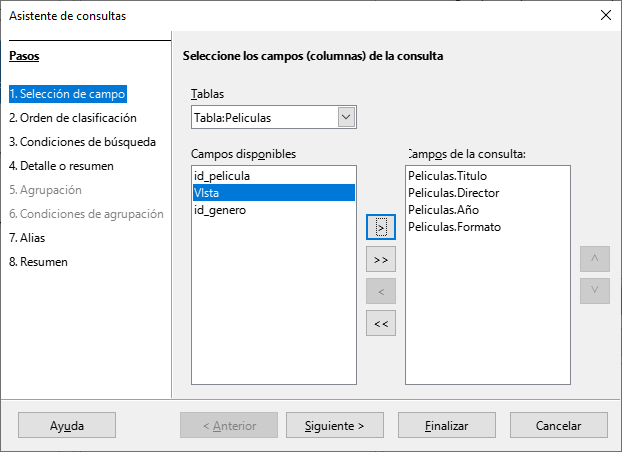 Asistente de consultas
Pasos
1. Selección de campo
2. Orden de clasificación
3. Condiciones de búsqueda
4. Detalle o resumen
5. Agrupación
6. Condiciones de agrupación
7. Alias
8. Resumen
Seleccione los campos (columnas) de la consulta
Tablas
Tabla:Peliculas
Campos disponibles
id_pelicula
VIsta
id_genero
>
>>
<
<<
Campos de la consulta:
Peliculas.Titulo
Peliculas.Director
Peliculas.Año
Peliculas.Formato
Ayuda
< Anterior
Siguiente >
Finalizar
Cancelar